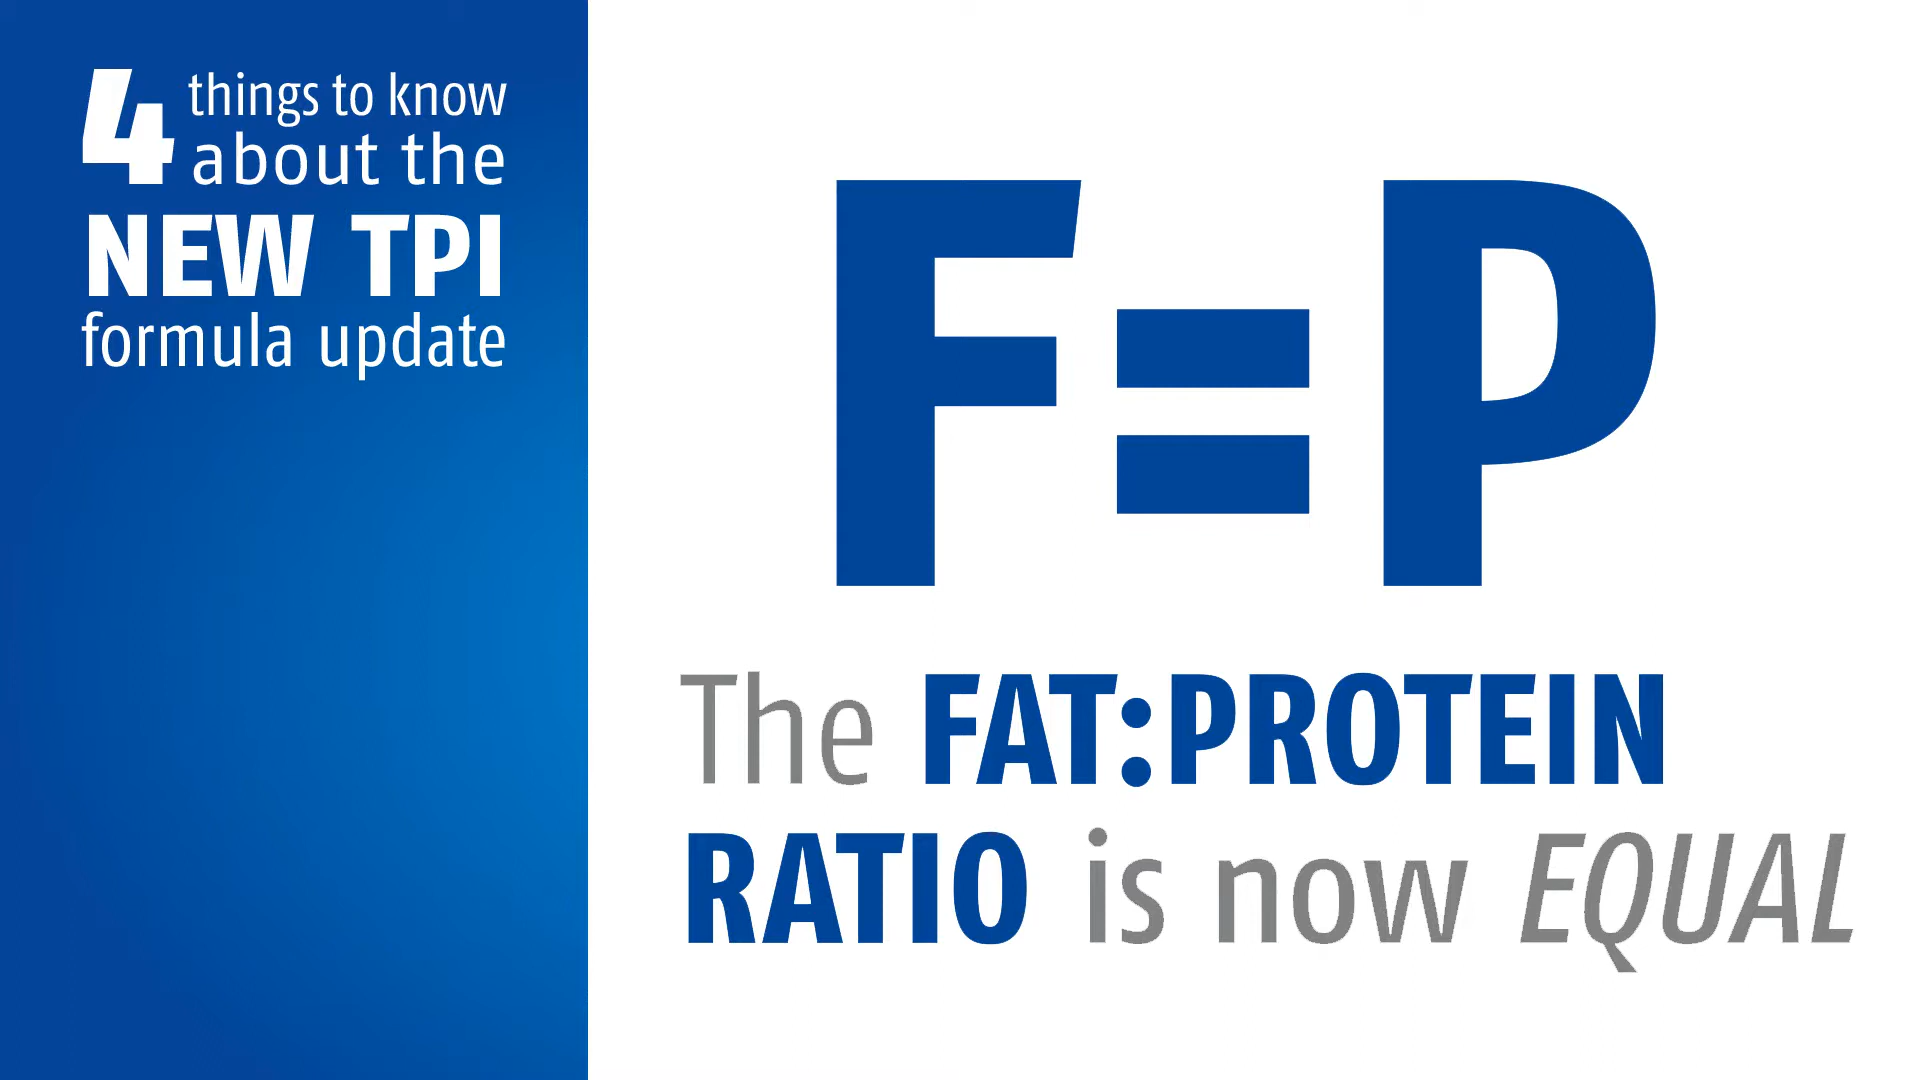 4 things to know
about the
NEW TPI
formula update
F=P
The FAT:PROTEIN
RATIO is now EQUAL